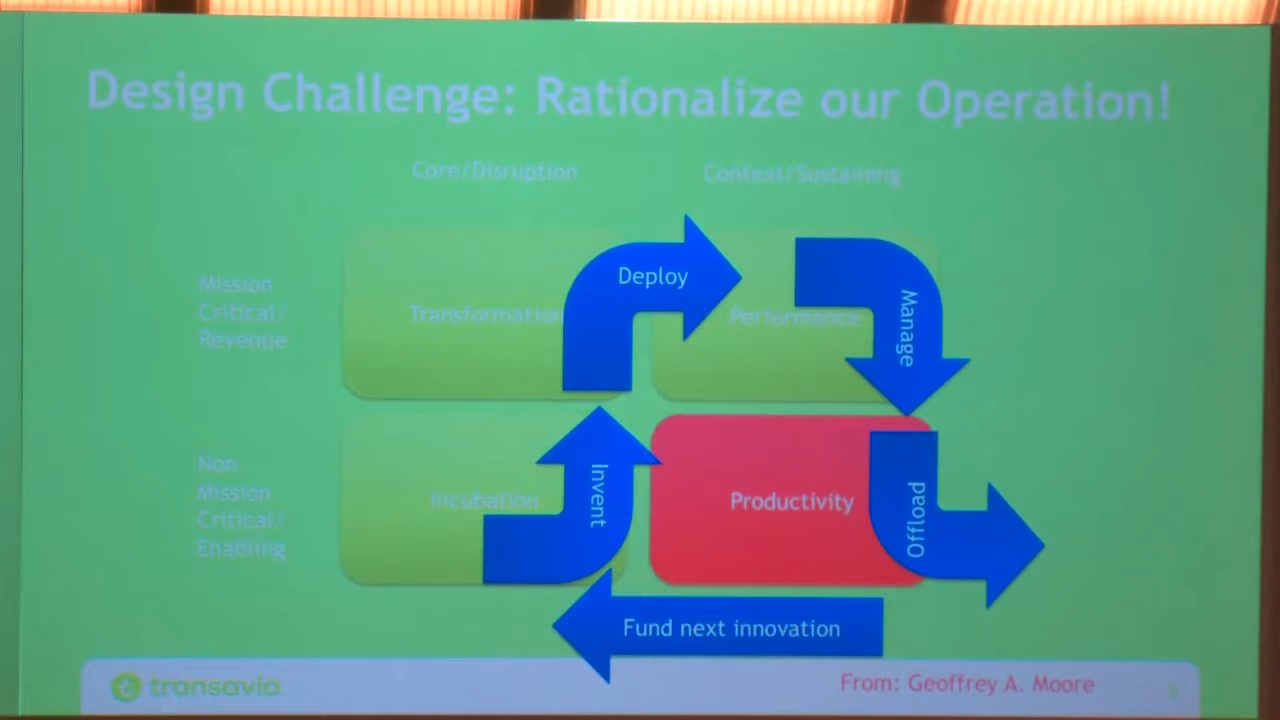 Design Challenge: Rationalize our Operation!
Core/Disruption
Context/Sustaining
Mission
Critical/
Revenue
Transformation
Deploy
Performance
Manage
Non
Mission
Critical/
Enabling
Incubation
Invent
Productivity
Offload
Fund next innovation
transavia
From: Geoffrey A. Moore